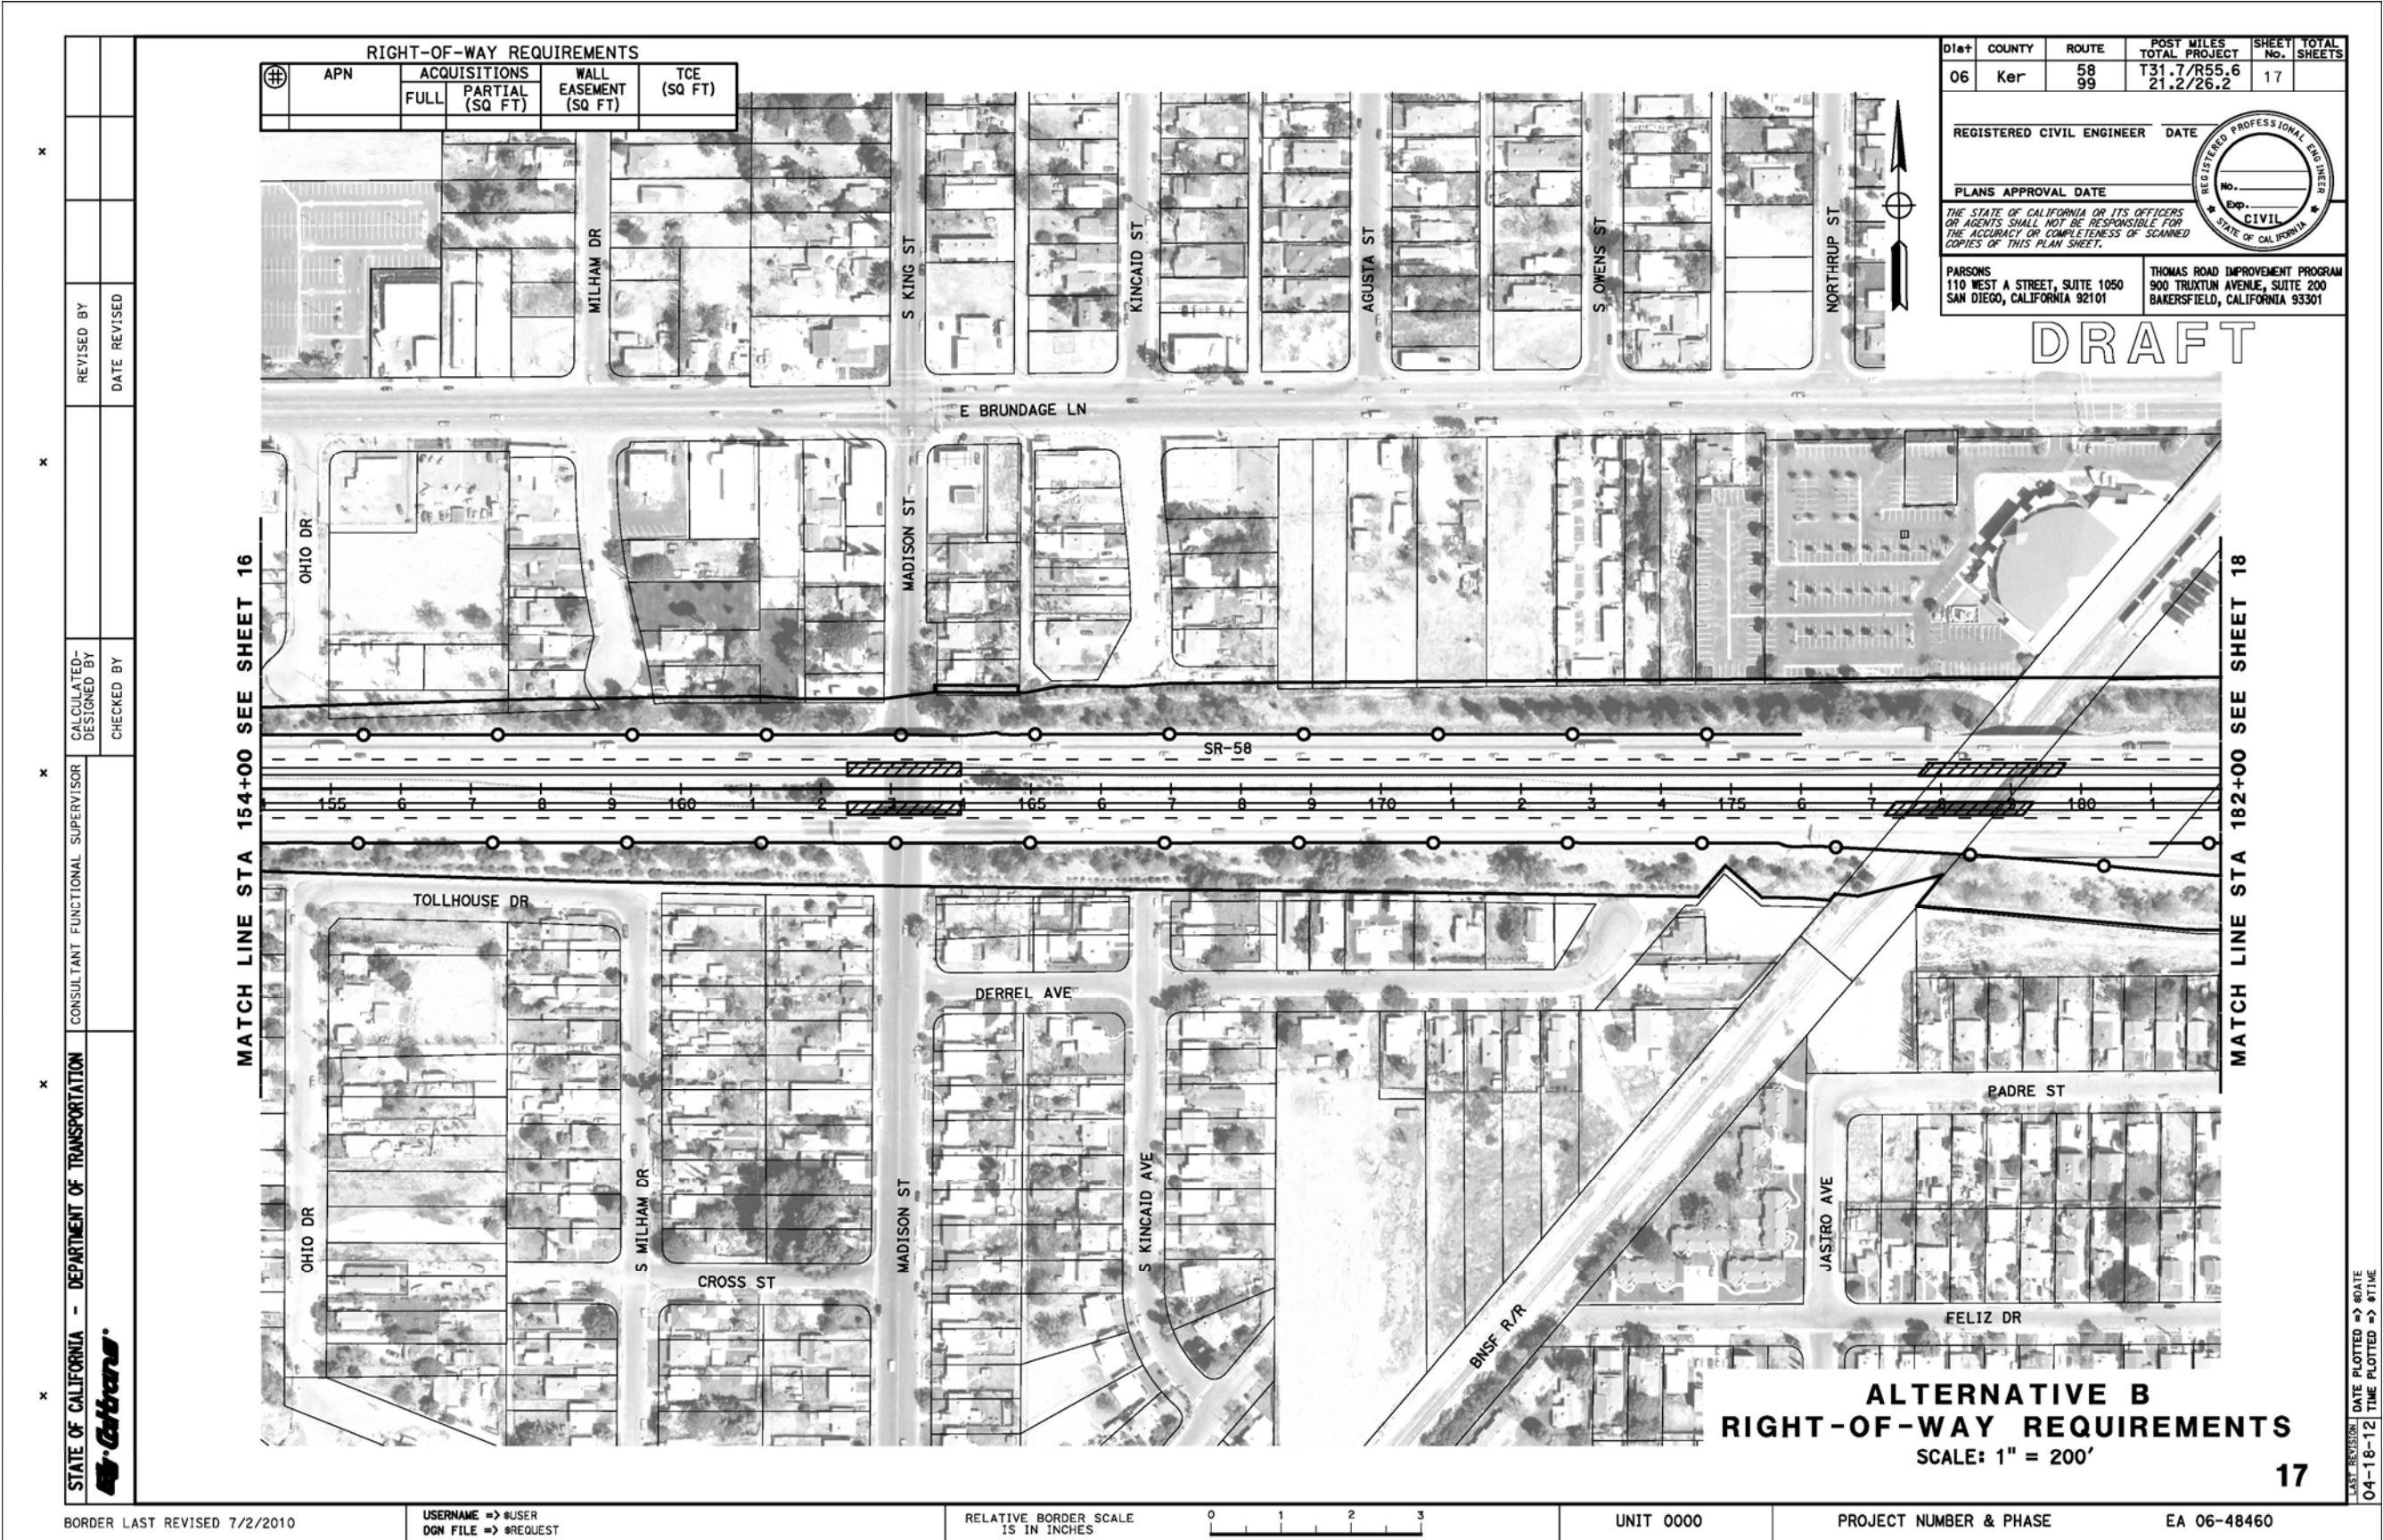 RIGHT-OF-WAY REQUIREMENTS
#
APN
ACQUISITIONS
FULL
PARTIAL
(SQ FT)
WALL
EASEMENT
(SQ FT)
TCE
(SQ FT)
Dist COUNTY ROUTE POST MILES TOTAL PROJECT SHEET No. TOTAL SHEETS
06 Ker 58 T31.7/R55.6 17
99 21.2/26.2
REGISTERED CIVIL ENGINEER DATE
PLANS APPROVAL DATE
THE STATE OF CALIFORNIA OR ITS OFFICERS
OR AGENTS SHALL NOT BE RESPONSIBLE FOR
THE ACCURACY OR COMPLETENESS OF SCANNED
COPIES OF THIS PLAN SHEET.
REGISTERED PROFESSIONAL ENGINEER
No.
Exp.
CIVIL
STATE OF CALIFORNIA
PARSONS
110 WEST A STREET, SUITE 1050
SAN DIEGO, CALIFORNIA 92101
THOMAS ROAD IMPROVEMENT PROGRAM
900 TRUXTUN AVENUE, SUITE 200
BAKERSFIELD, CALIFORNIA 93301
DRAFT
MILHAM DR
S KING ST
KINCAID ST
AGUSTA ST
S OWENS ST
NORTHRUP ST
E BRUNDAGE LN
OHIO DR
MADISON ST
MATCH LINE STA 154+00 SEE SHEET 16
MATCH LINE STA 182+00 SEE SHEET 18
SR-58
155 6 7 8 9 160 1 2 3 4 165 6 7 8 9 170 1 2 3 4 175 6 7 8 9 180 1
TOLLHOUSE DR
DERREL AVE
PADRE ST
OHIO DR
S MILHAM DR
MADISON ST
S KINCAID AVE
JASTRO AVE
CROSS ST
BNSF R/R
FELIZ DR
ALTERNATIVE B
RIGHT-OF-WAY REQUIREMENTS
SCALE: 1" = 200'
17
REVISED BY
DATE REVISED
CALCULATED-
DESIGNED BY
CHECKED BY
CONSULTANT FUNCTIONAL SUPERVISOR
STATE OF CALIFORNIA - DEPARTMENT OF TRANSPORTATION
Caltrans
LAST REVISION
04-18-12
DATE PLOTTED => $DATE
TIME PLOTTED => $TIME
BORDER LAST REVISED 7/2/2010
USERNAME => $USER
DGN FILE => $REQUEST
RELATIVE BORDER SCALE
IS IN INCHES
0 1 2 3
UNIT 0000
PROJECT NUMBER & PHASE
EA 06-48460